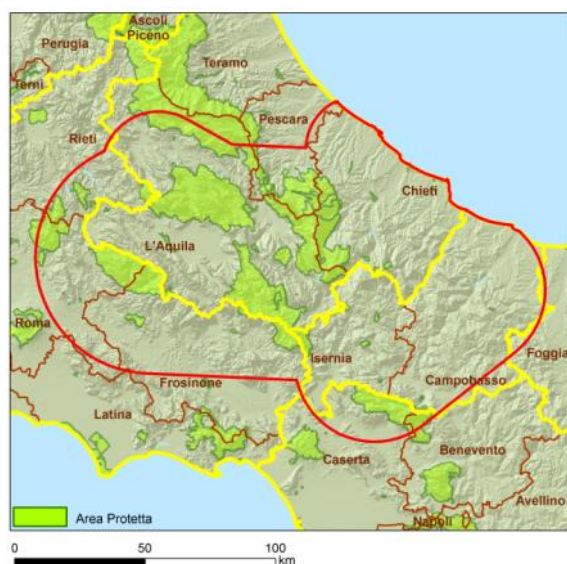 Ascoli
Piceno
Perugia
Teramo
Terni
Pescara
Rieti
Chieti
L'Aquila
Roma
Isernia
Foggia
Frosinone
Campobasso
Latina
Benevento
Caserta
Avellino
Napoli
Area Protetta
0 50 100
km